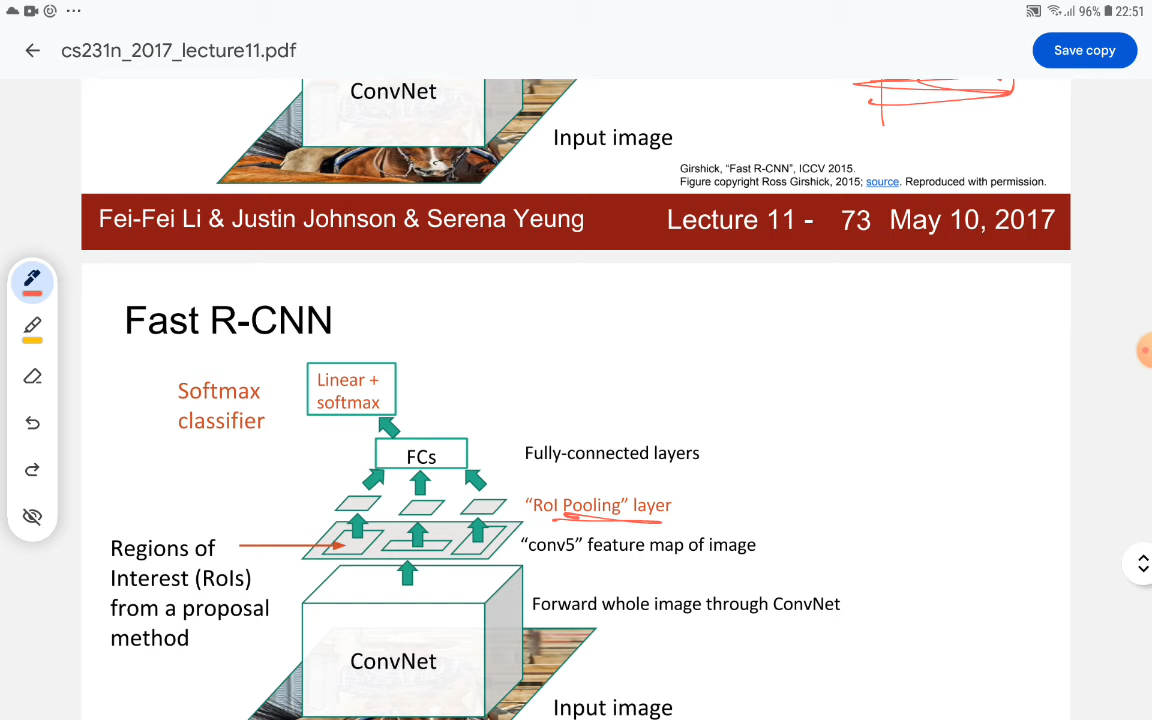 96% 22:51
cs231n_2017_lecture11.pdf
Save copy
ConvNet
Input image
Girshick, “Fast R-CNN”, ICCV 2015.
Figure copyright Ross Girshick, 2015; source. Reproduced with permission.
Fei-Fei Li & Justin Johnson & Serena Yeung Lecture 11 - 73 May 10, 2017
Fast R-CNN
Softmax
classifier
Linear +
softmax
FCs
Fully-connected layers
“RoI Pooling” layer
“conv5” feature map of image
Regions of
Interest (RoIs)
from a proposal
method
Forward whole image through ConvNet
ConvNet
Input image